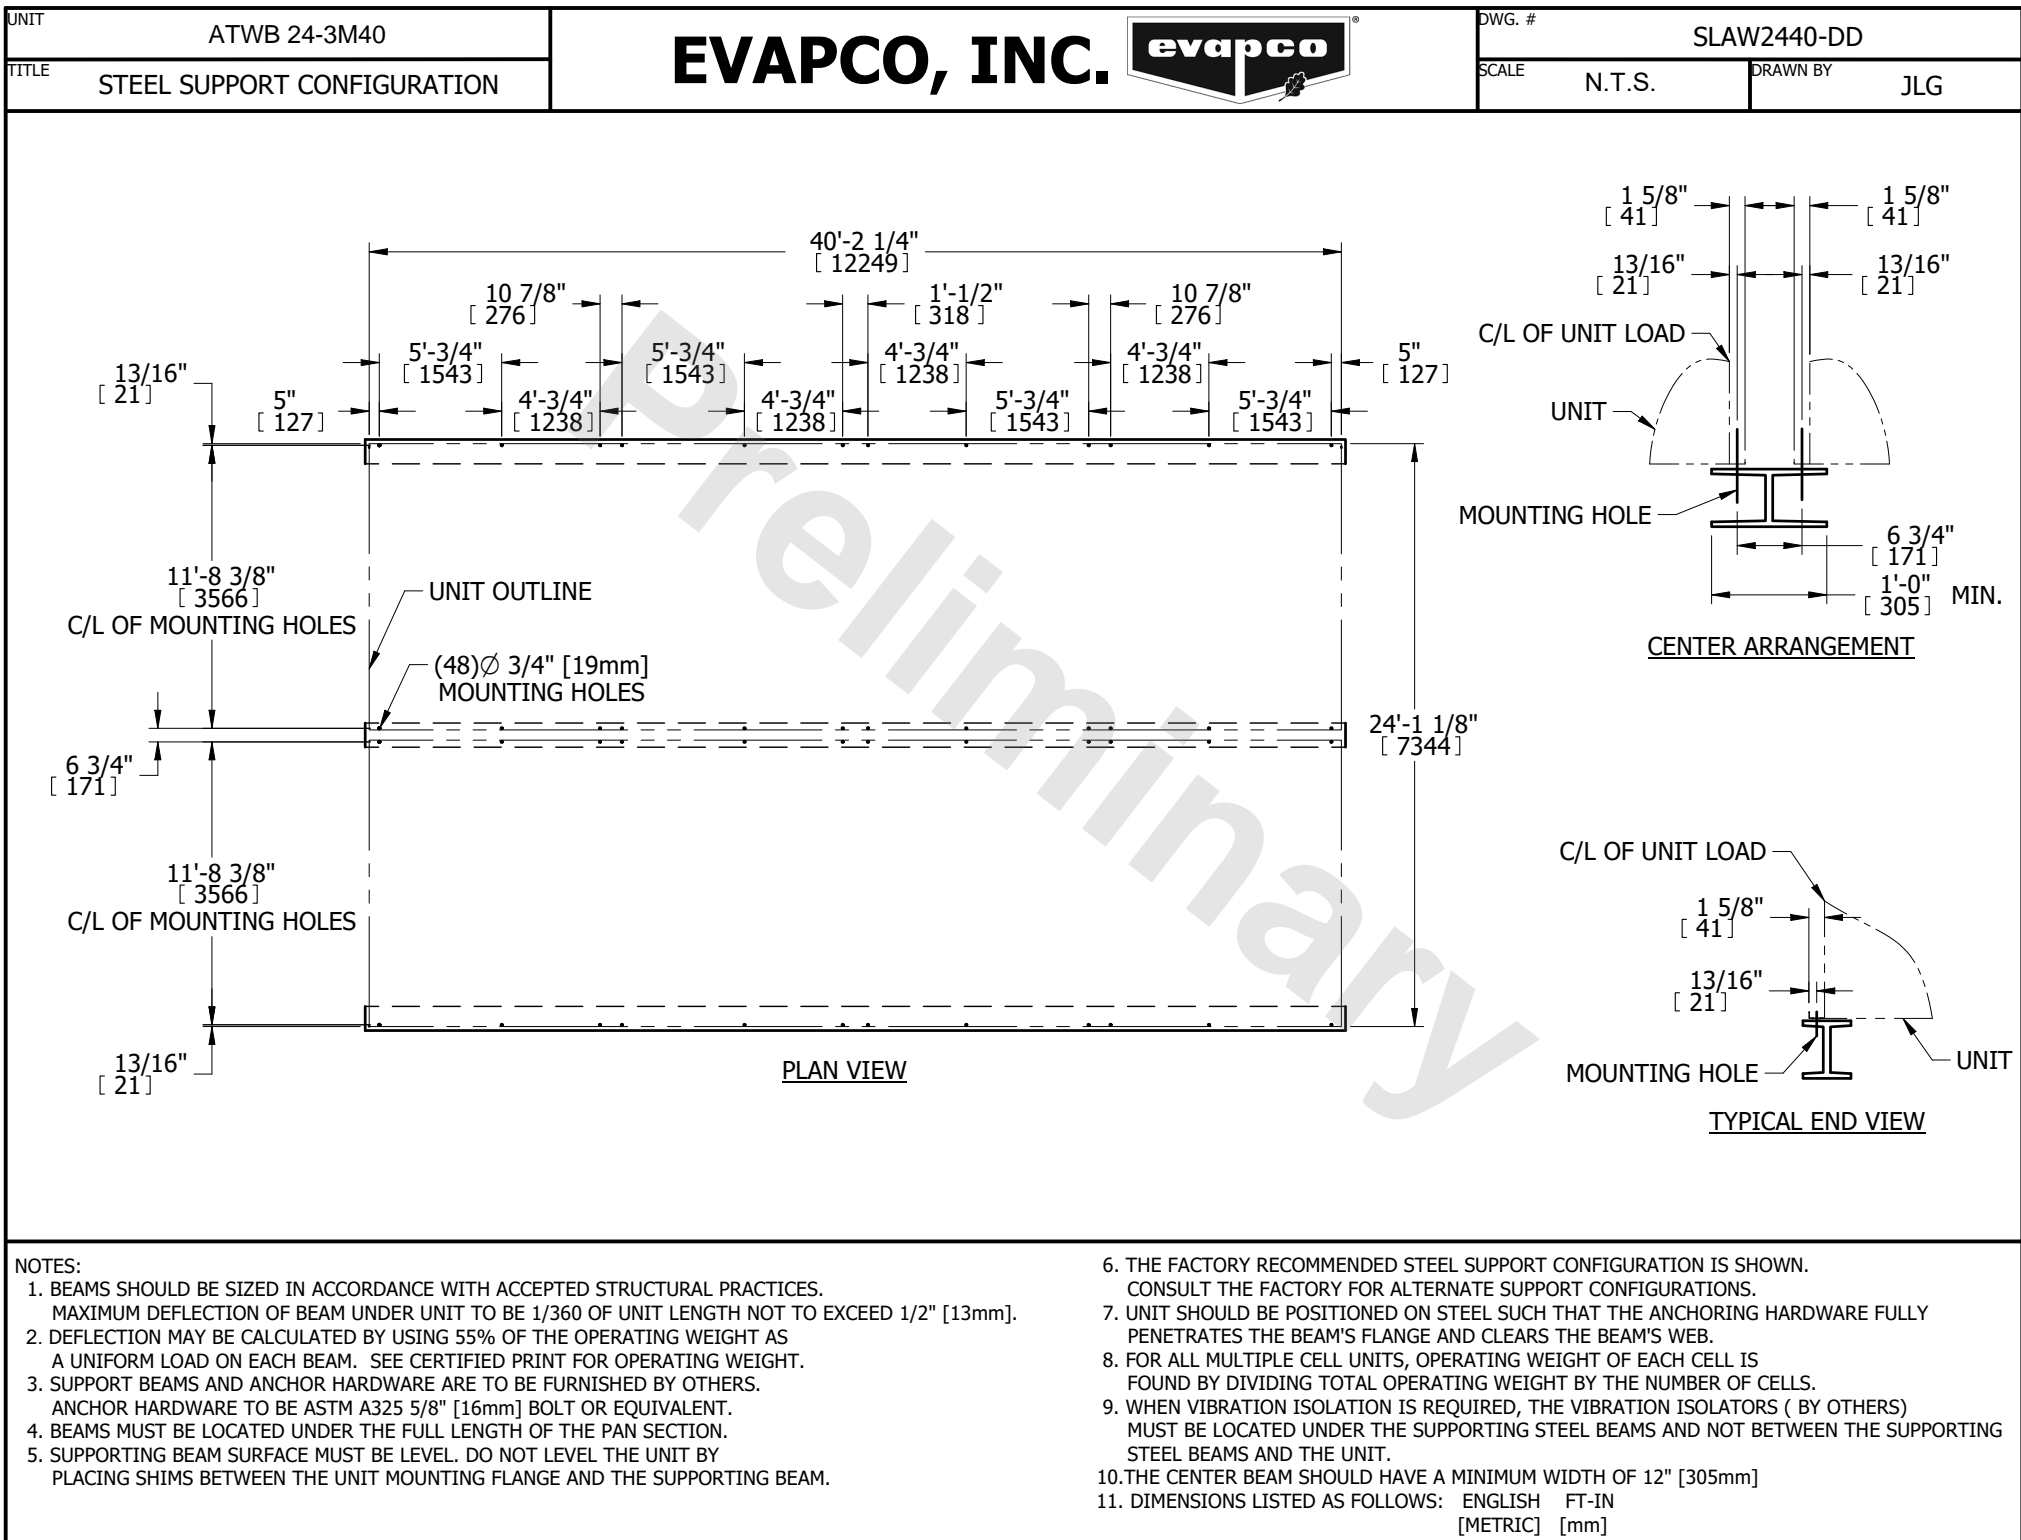 UNIT
ATWB 24-3M40
TITLE
STEEL SUPPORT CONFIGURATION
EVAPCO, INC.
evapco
®
DWG. #
SLAW2440-DD
SCALE
N.T.S.
DRAWN BY
JLG
40'-2 1/4"
[ 12249]
10 7/8"
[ 276]
1'-1/2"
[ 318 ]
10 7/8"
[ 276]
5'-3/4"
[ 1543]
5'-3/4"
[ 1543]
4'-3/4"
[ 1238]
4'-3/4"
[ 1238]
5"
[ 127]
13/16"
[ 21]
5"
[ 127]
4'-3/4"
[ 1238]
4'-3/4"
[ 1238]
5'-3/4"
[ 1543]
5'-3/4"
[ 1543]
11'-8 3/8"
[ 3566]
C/L OF MOUNTING HOLES
UNIT OUTLINE
(48)Ø 3/4" [19mm]
MOUNTING HOLES
6 3/4"
[ 171]
24'-1 1/8"
[ 7344]
11'-8 3/8"
[ 3566]
C/L OF MOUNTING HOLES
13/16"
[ 21]
PLAN VIEW
Preliminary
1 5/8"
[ 41]
1 5/8"
[ 41]
13/16"
[ 21]
13/16"
[ 21]
C/L OF UNIT LOAD
UNIT
MOUNTING HOLE
6 3/4"
[ 171]
1'-0"
[ 305] MIN.
CENTER ARRANGEMENT
C/L OF UNIT LOAD
1 5/8"
[ 41]
13/16"
[ 21]
MOUNTING HOLE
UNIT
TYPICAL END VIEW
NOTES:
1. BEAMS SHOULD BE SIZED IN ACCORDANCE WITH ACCEPTED STRUCTURAL PRACTICES.
MAXIMUM DEFLECTION OF BEAM UNDER UNIT TO BE 1/360 OF UNIT LENGTH NOT TO EXCEED 1/2" [13mm].
2. DEFLECTION MAY BE CALCULATED BY USING 55% OF THE OPERATING WEIGHT AS
A UNIFORM LOAD ON EACH BEAM. SEE CERTIFIED PRINT FOR OPERATING WEIGHT.
3. SUPPORT BEAMS AND ANCHOR HARDWARE ARE TO BE FURNISHED BY OTHERS.
ANCHOR HARDWARE TO BE ASTM A325 5/8" [16mm] BOLT OR EQUIVALENT.
4. BEAMS MUST BE LOCATED UNDER THE FULL LENGTH OF THE PAN SECTION.
5. SUPPORTING BEAM SURFACE MUST BE LEVEL. DO NOT LEVEL THE UNIT BY
PLACING SHIMS BETWEEN THE UNIT MOUNTING FLANGE AND THE SUPPORTING BEAM.
6. THE FACTORY RECOMMENDED STEEL SUPPORT CONFIGURATION IS SHOWN.
CONSULT THE FACTORY FOR ALTERNATE SUPPORT CONFIGURATIONS.
7. UNIT SHOULD BE POSITIONED ON STEEL SUCH THAT THE ANCHORING HARDWARE FULLY
PENETRATES THE BEAM'S FLANGE AND CLEARS THE BEAM'S WEB.
8. FOR ALL MULTIPLE CELL UNITS, OPERATING WEIGHT OF EACH CELL IS
FOUND BY DIVIDING TOTAL OPERATING WEIGHT BY THE NUMBER OF CELLS.
9. WHEN VIBRATION ISOLATION IS REQUIRED, THE VIBRATION ISOLATORS ( BY OTHERS)
MUST BE LOCATED UNDER THE SUPPORTING STEEL BEAMS AND NOT BETWEEN THE SUPPORTING
STEEL BEAMS AND THE UNIT.
10.THE CENTER BEAM SHOULD HAVE A MINIMUM WIDTH OF 12" [305mm]
11. DIMENSIONS LISTED AS FOLLOWS: ENGLISH FT-IN
[METRIC] [mm]